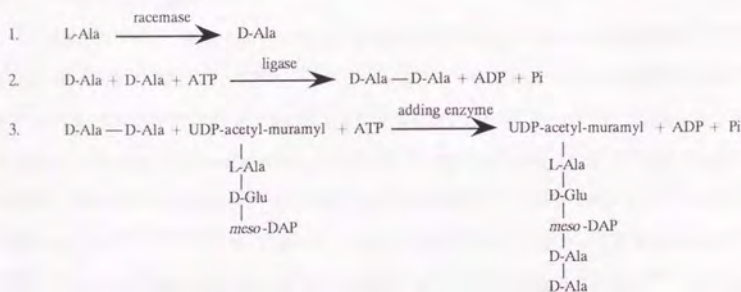 racemase
1. L-Ala D-Ala
ligase
2. D-Ala + D-Ala + ATP D-Ala — D-Ala + ADP + Pi
adding enzyme
3. D-Ala — D-Ala + UDP-acetyl-muramyl + ATP UDP-acetyl-muramyl + ADP + Pi
L-Ala L-Ala
D-Glu D-Glu
meso-DAP meso-DAP
D-Ala
D-Ala